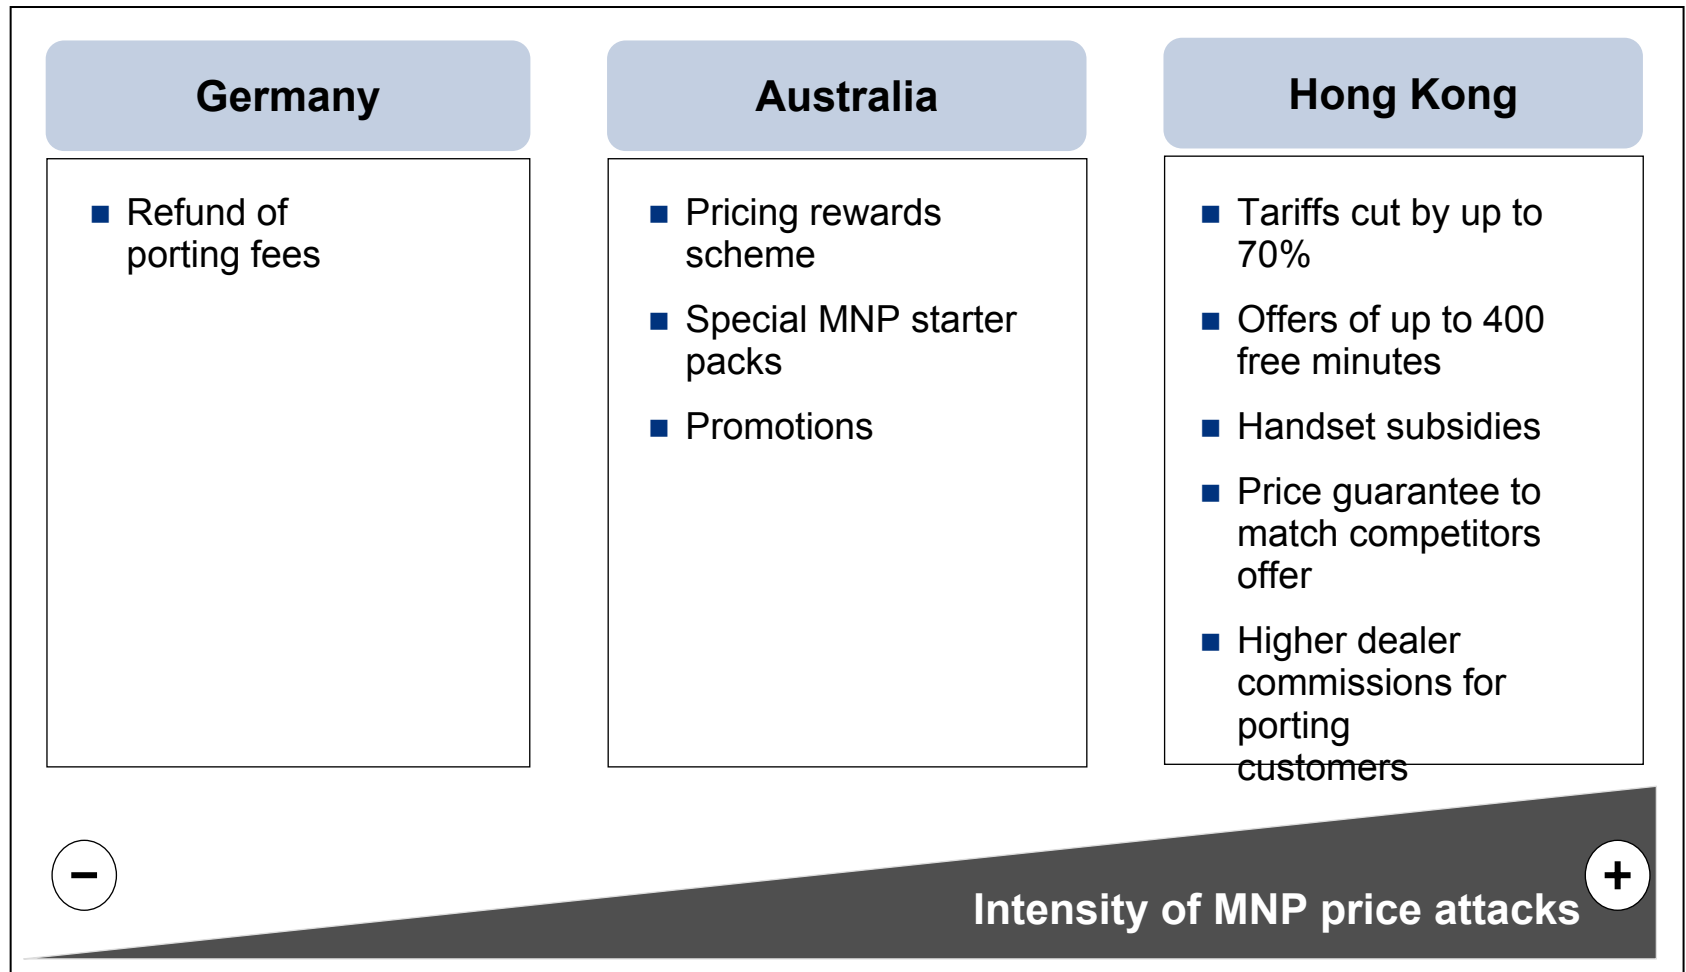 Germany
Refund of
porting fees
Australia
Pricing rewards
scheme
Special MNP starter
packs
Promotions
Hong Kong
Tariffs cut by up to
70%
Offers of up to 400
free minutes
Handset subsidies
Price guarantee to
match competitors
offer
Higher dealer
commissions for
porting
customers
−
+
Intensity of MNP price attacks